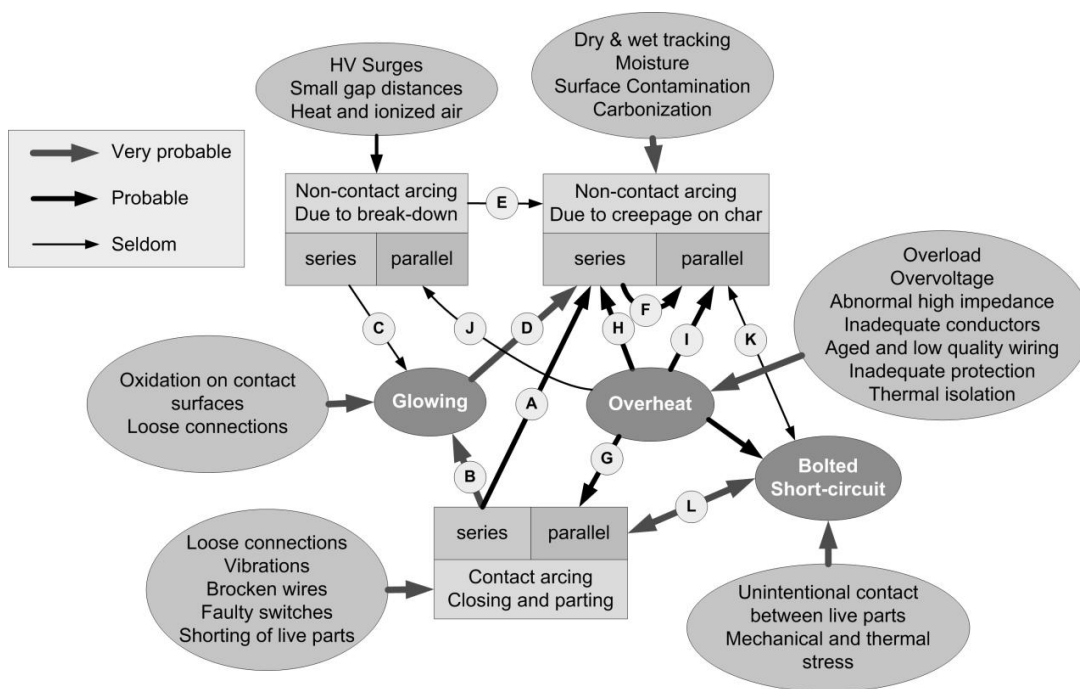 HV Surges
Small gap distances
Heat and ionized air
Dry & wet tracking
Moisture
Surface Contamination
Carbonization
Very probable
Probable
Seldom
Non-contact arcing
Due to break-down
series
parallel
E
Non-contact arcing
Due to creepage on char
series
parallel
Overload
Overvoltage
Abnormal high impedance
Inadequate conductors
Aged and low quality wiring
Inadequate protection
Thermal isolation
C
J
D
H
F
I
K
Oxidation on contact
surfaces
Loose connections
Glowing
A
Overheat
B
G
Bolted
Short-circuit
L
series
parallel
Contact arcing
Closing and parting
Loose connections
Vibrations
Brocken wires
Faulty switches
Shorting of live parts
Unintentional contact
between live parts
Mechanical and thermal
stress